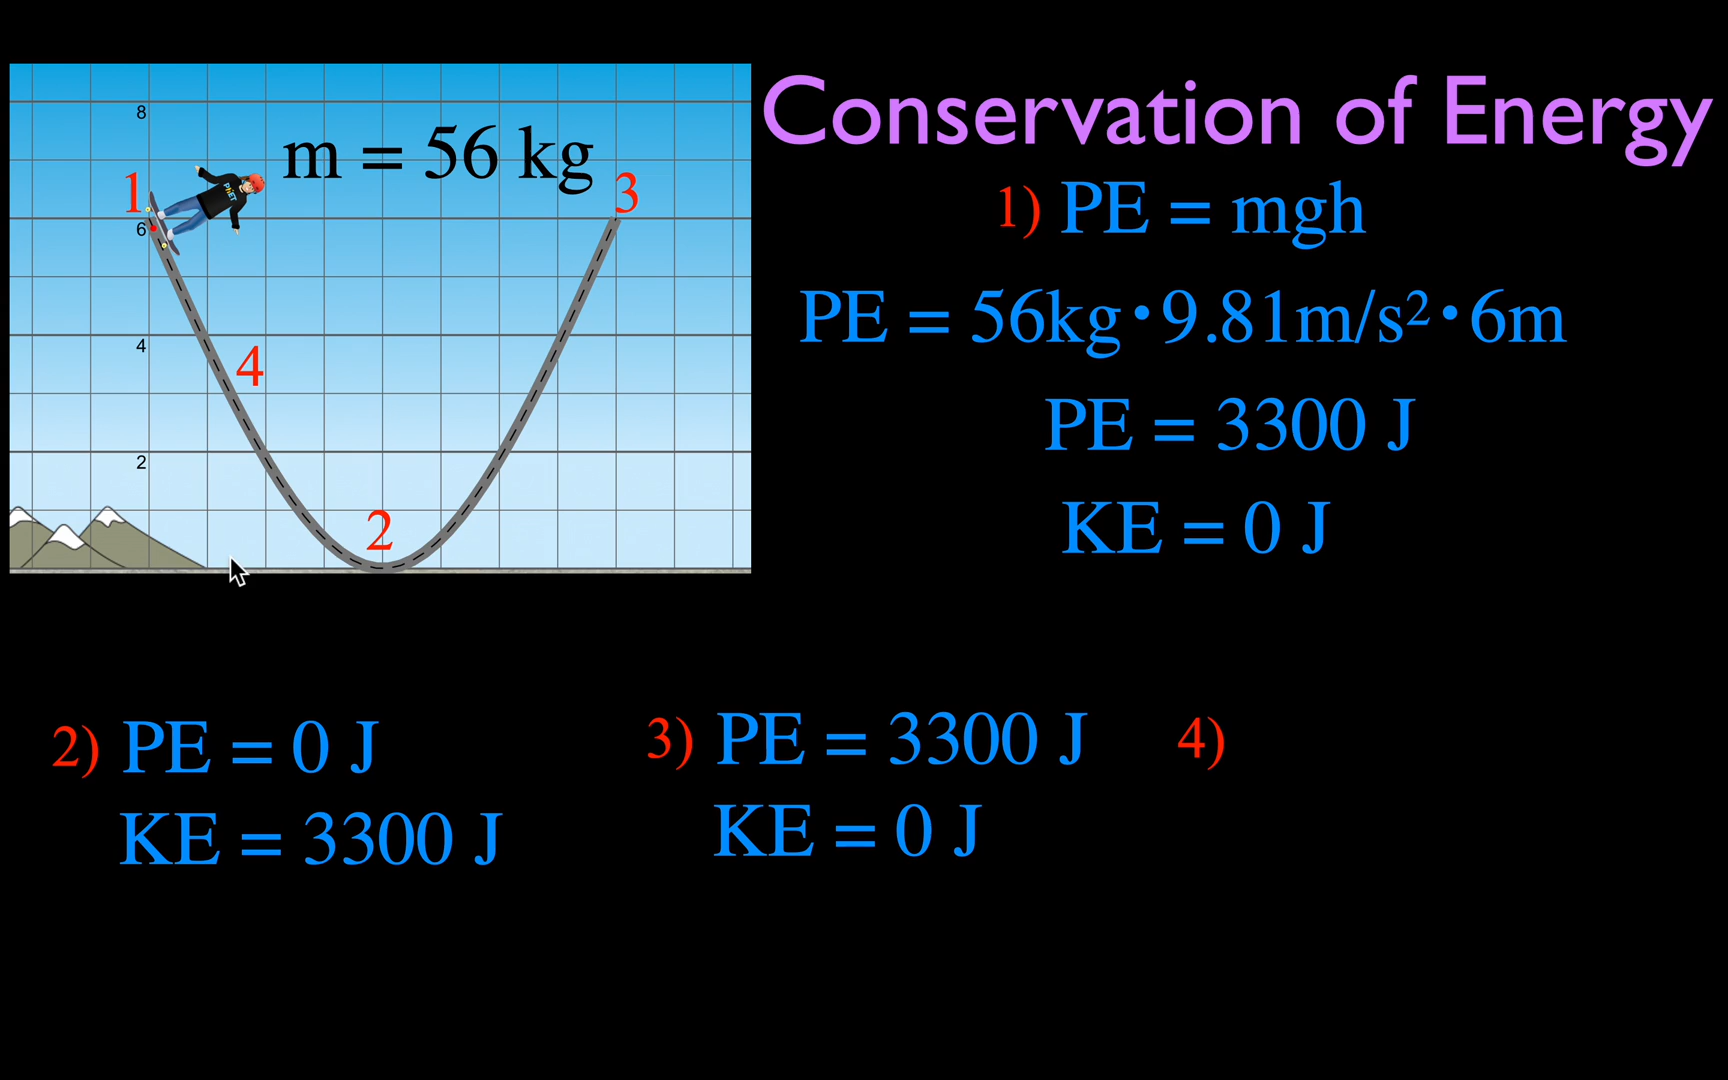 Conservation of Energy
8
m = 56 kg
1
3
6
4
4
2
2
PhET
1) PE = mgh
PE = 56kg•9.81m/s²•6m
PE = 3300 J
KE = 0 J
2) PE = 0 J
KE = 3300 J
3) PE = 3300 J
KE = 0 J
4)